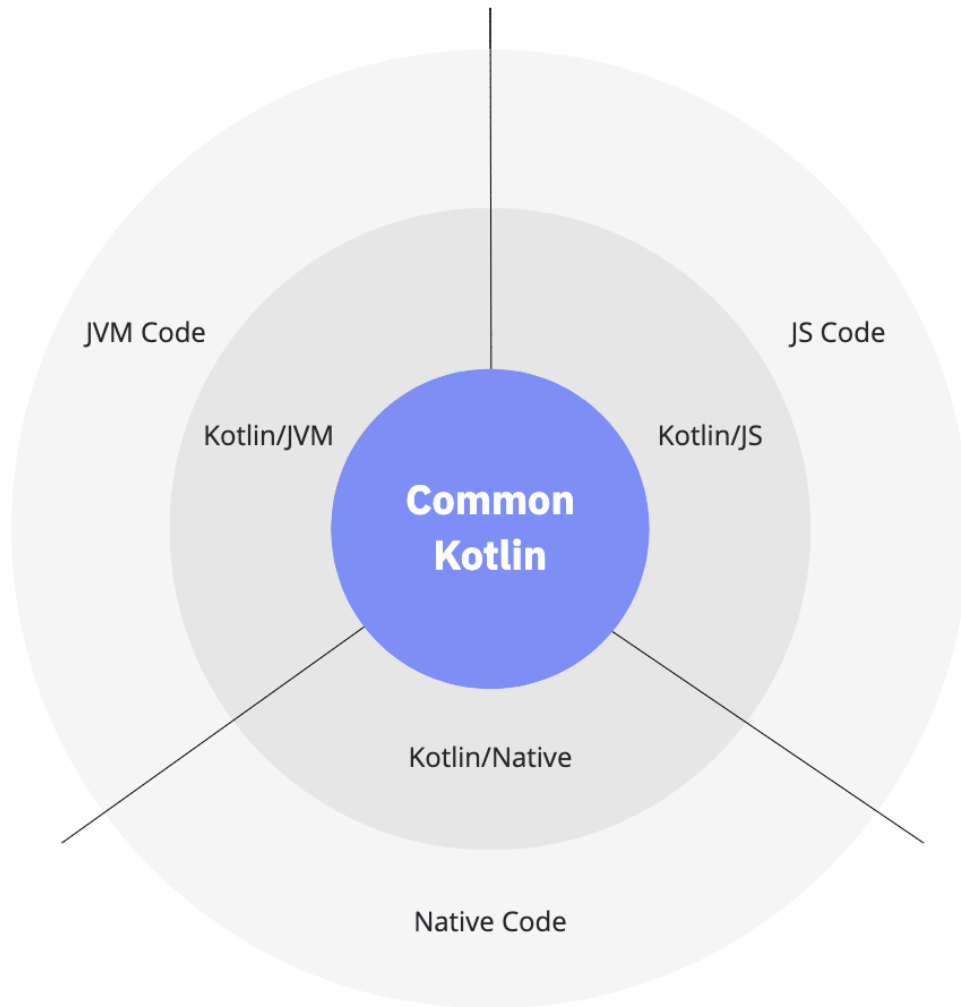 JVM Code
JS Code
Kotlin/JVM
Kotlin/JS
Common
Kotlin
Kotlin/Native
Native Code